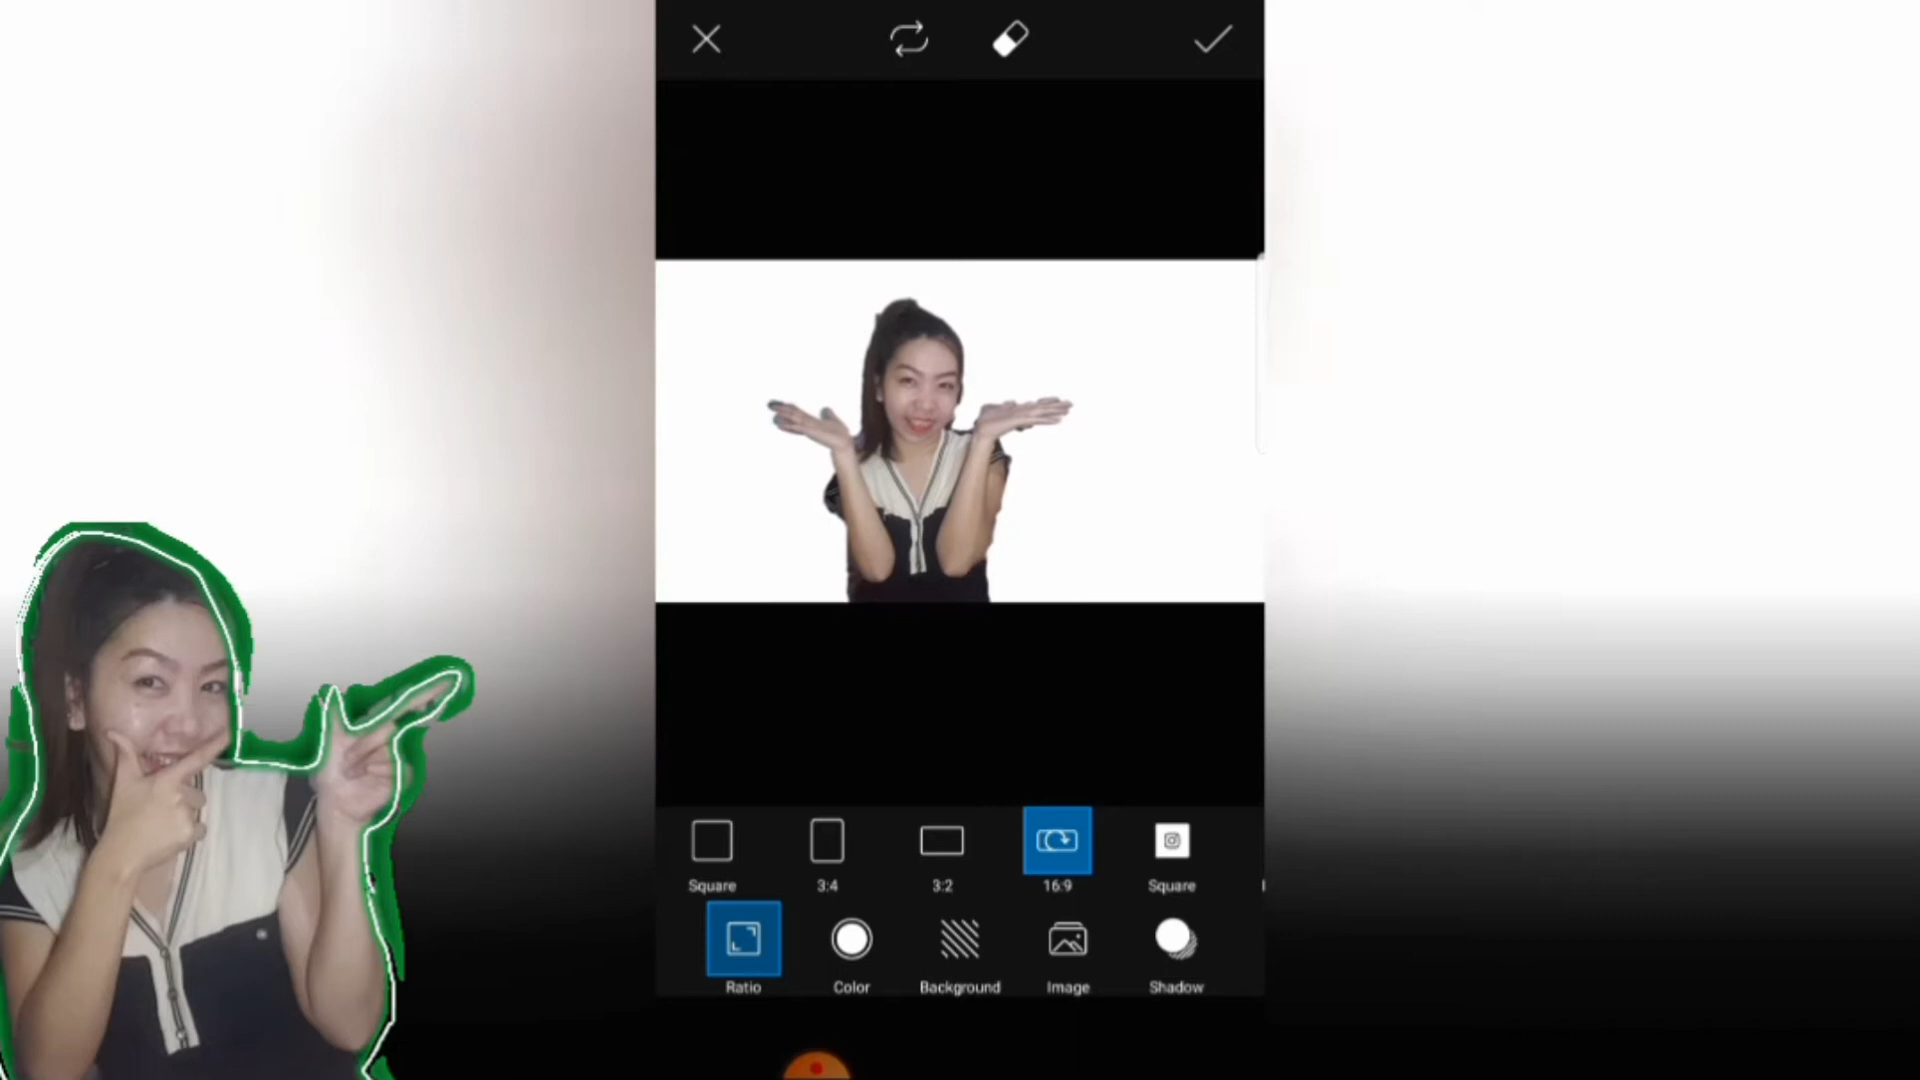 Square 3:4 3:2 16:9 Square
Ratio Color Background Image Shadow